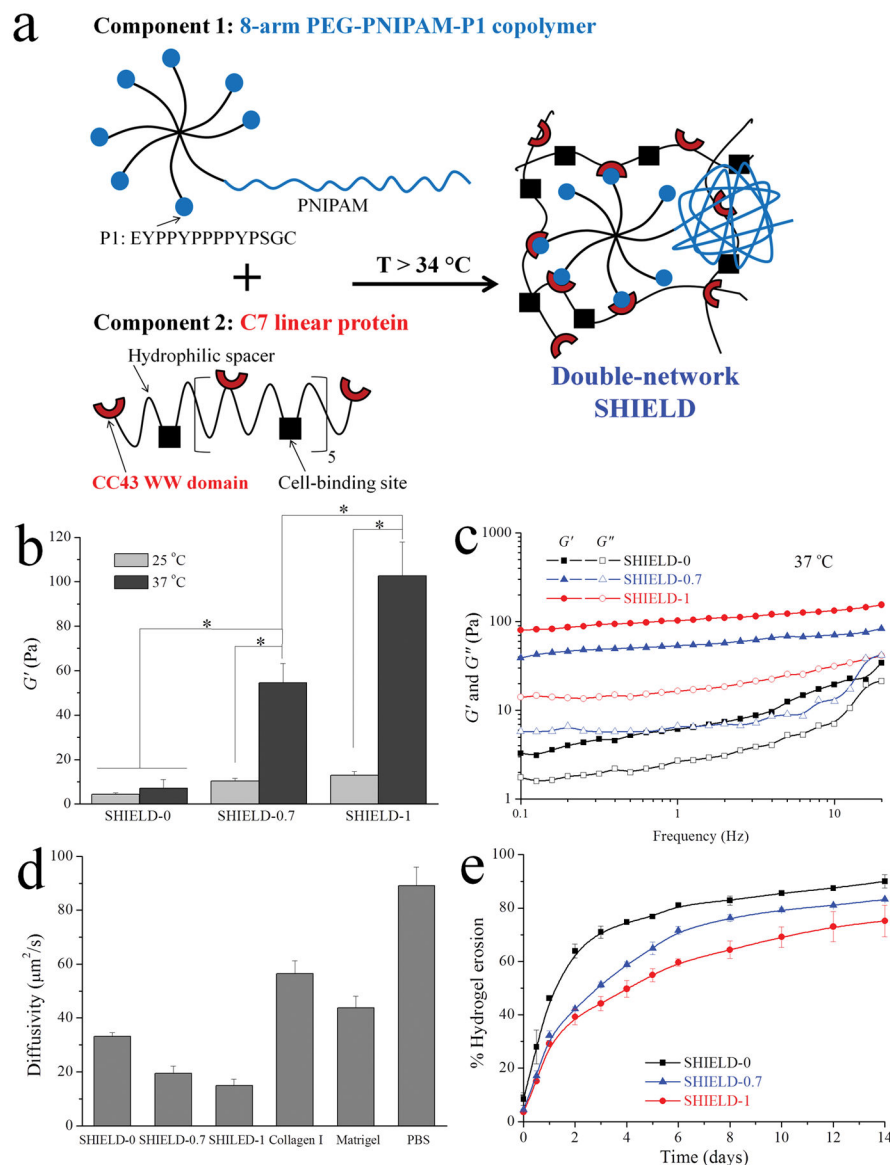 a
Component 1: 8-arm PEG-PNIPAM-P1 copolymer
PNIPAM
P1: EYPPYPPPPYPSGC
+
T > 34 °C
Component 2: C7 linear protein
Hydrophilic spacer
5
CC43 WW domain
Cell-binding site
Double-network
SHIELD
b
120
100
80
60
40
20
0
G' (Pa)
25 °C
37 °C
*
*
*
*
SHIELD-0
SHIELD-0.7
SHIELD-1
c
1000
100
10
1
G' and G" (Pa)
G' G"
SHIELD-0
SHIELD-0.7
SHIELD-1
37 °C
0.1
1
10
Frequency (Hz)
d
100
80
60
40
20
0
Diffusivity (μm²/s)
SHIELD-0 SHIELD-0.7 SHILED-1 Collagen I Matrigel PBS
e
100
80
60
40
20
0
% Hydrogel erosion
SHIELD-0
SHIELD-0.7
SHIELD-1
0 2 4 6 8 10 12 14
Time (days)